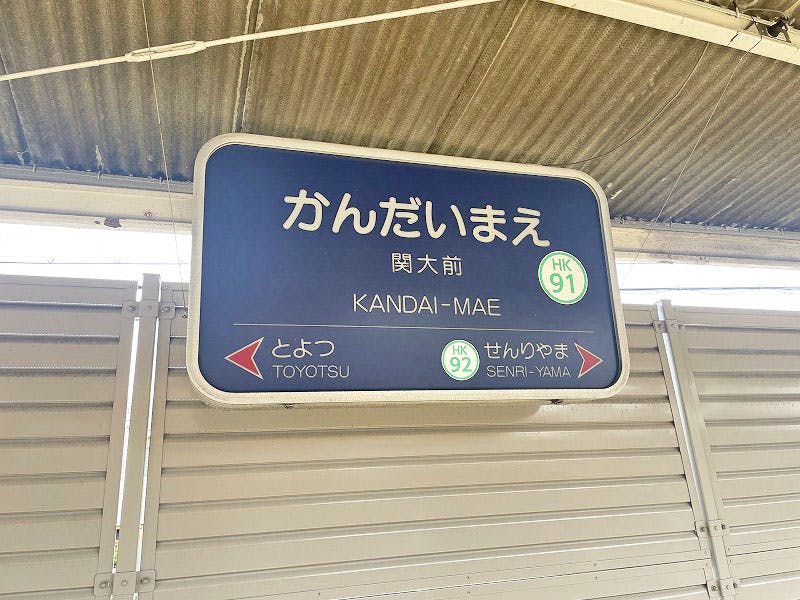 かんだいまえ
関大前
HK
91
KANDAI-MAE
とよつ
TOYOTSU
HK
92
せんりやま
SENRI-YAMA